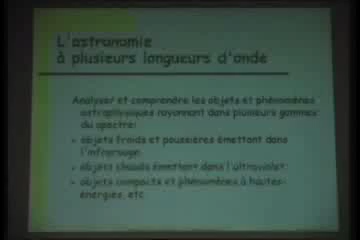 L'astronomie
à plusieurs longueurs d'onde
Analyser et comprendre les objets et phénomènes
astrophysiques rayonnant dans plusieurs gammes
du spectre:
objets froids et poussières émettant dans
l'infrarouge
objets chauds émettant dans l'ultraviolet
objets compacts et phénomènes à hautes-
énergies, etc.